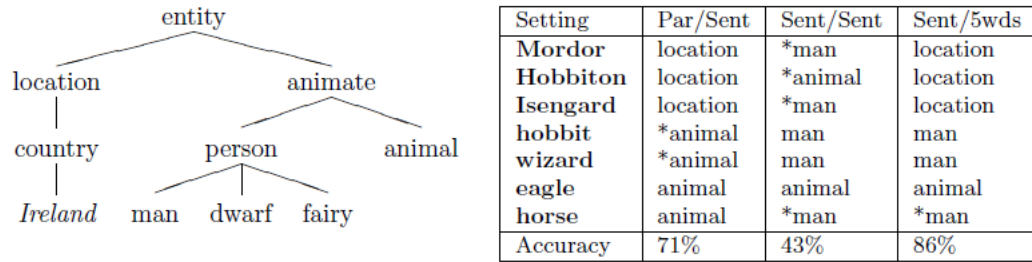 entity
location animate
country person animal
Ireland man dwarf fairy
Setting Par/Sent Sent/Sent Sent/5wds
Mordor location *man location
Hobbiton location *animal location
Isengard location *man location
hobbit *animal man man
wizard *animal man man
eagle animal animal animal
horse animal *man *man
Accuracy 71% 43% 86%